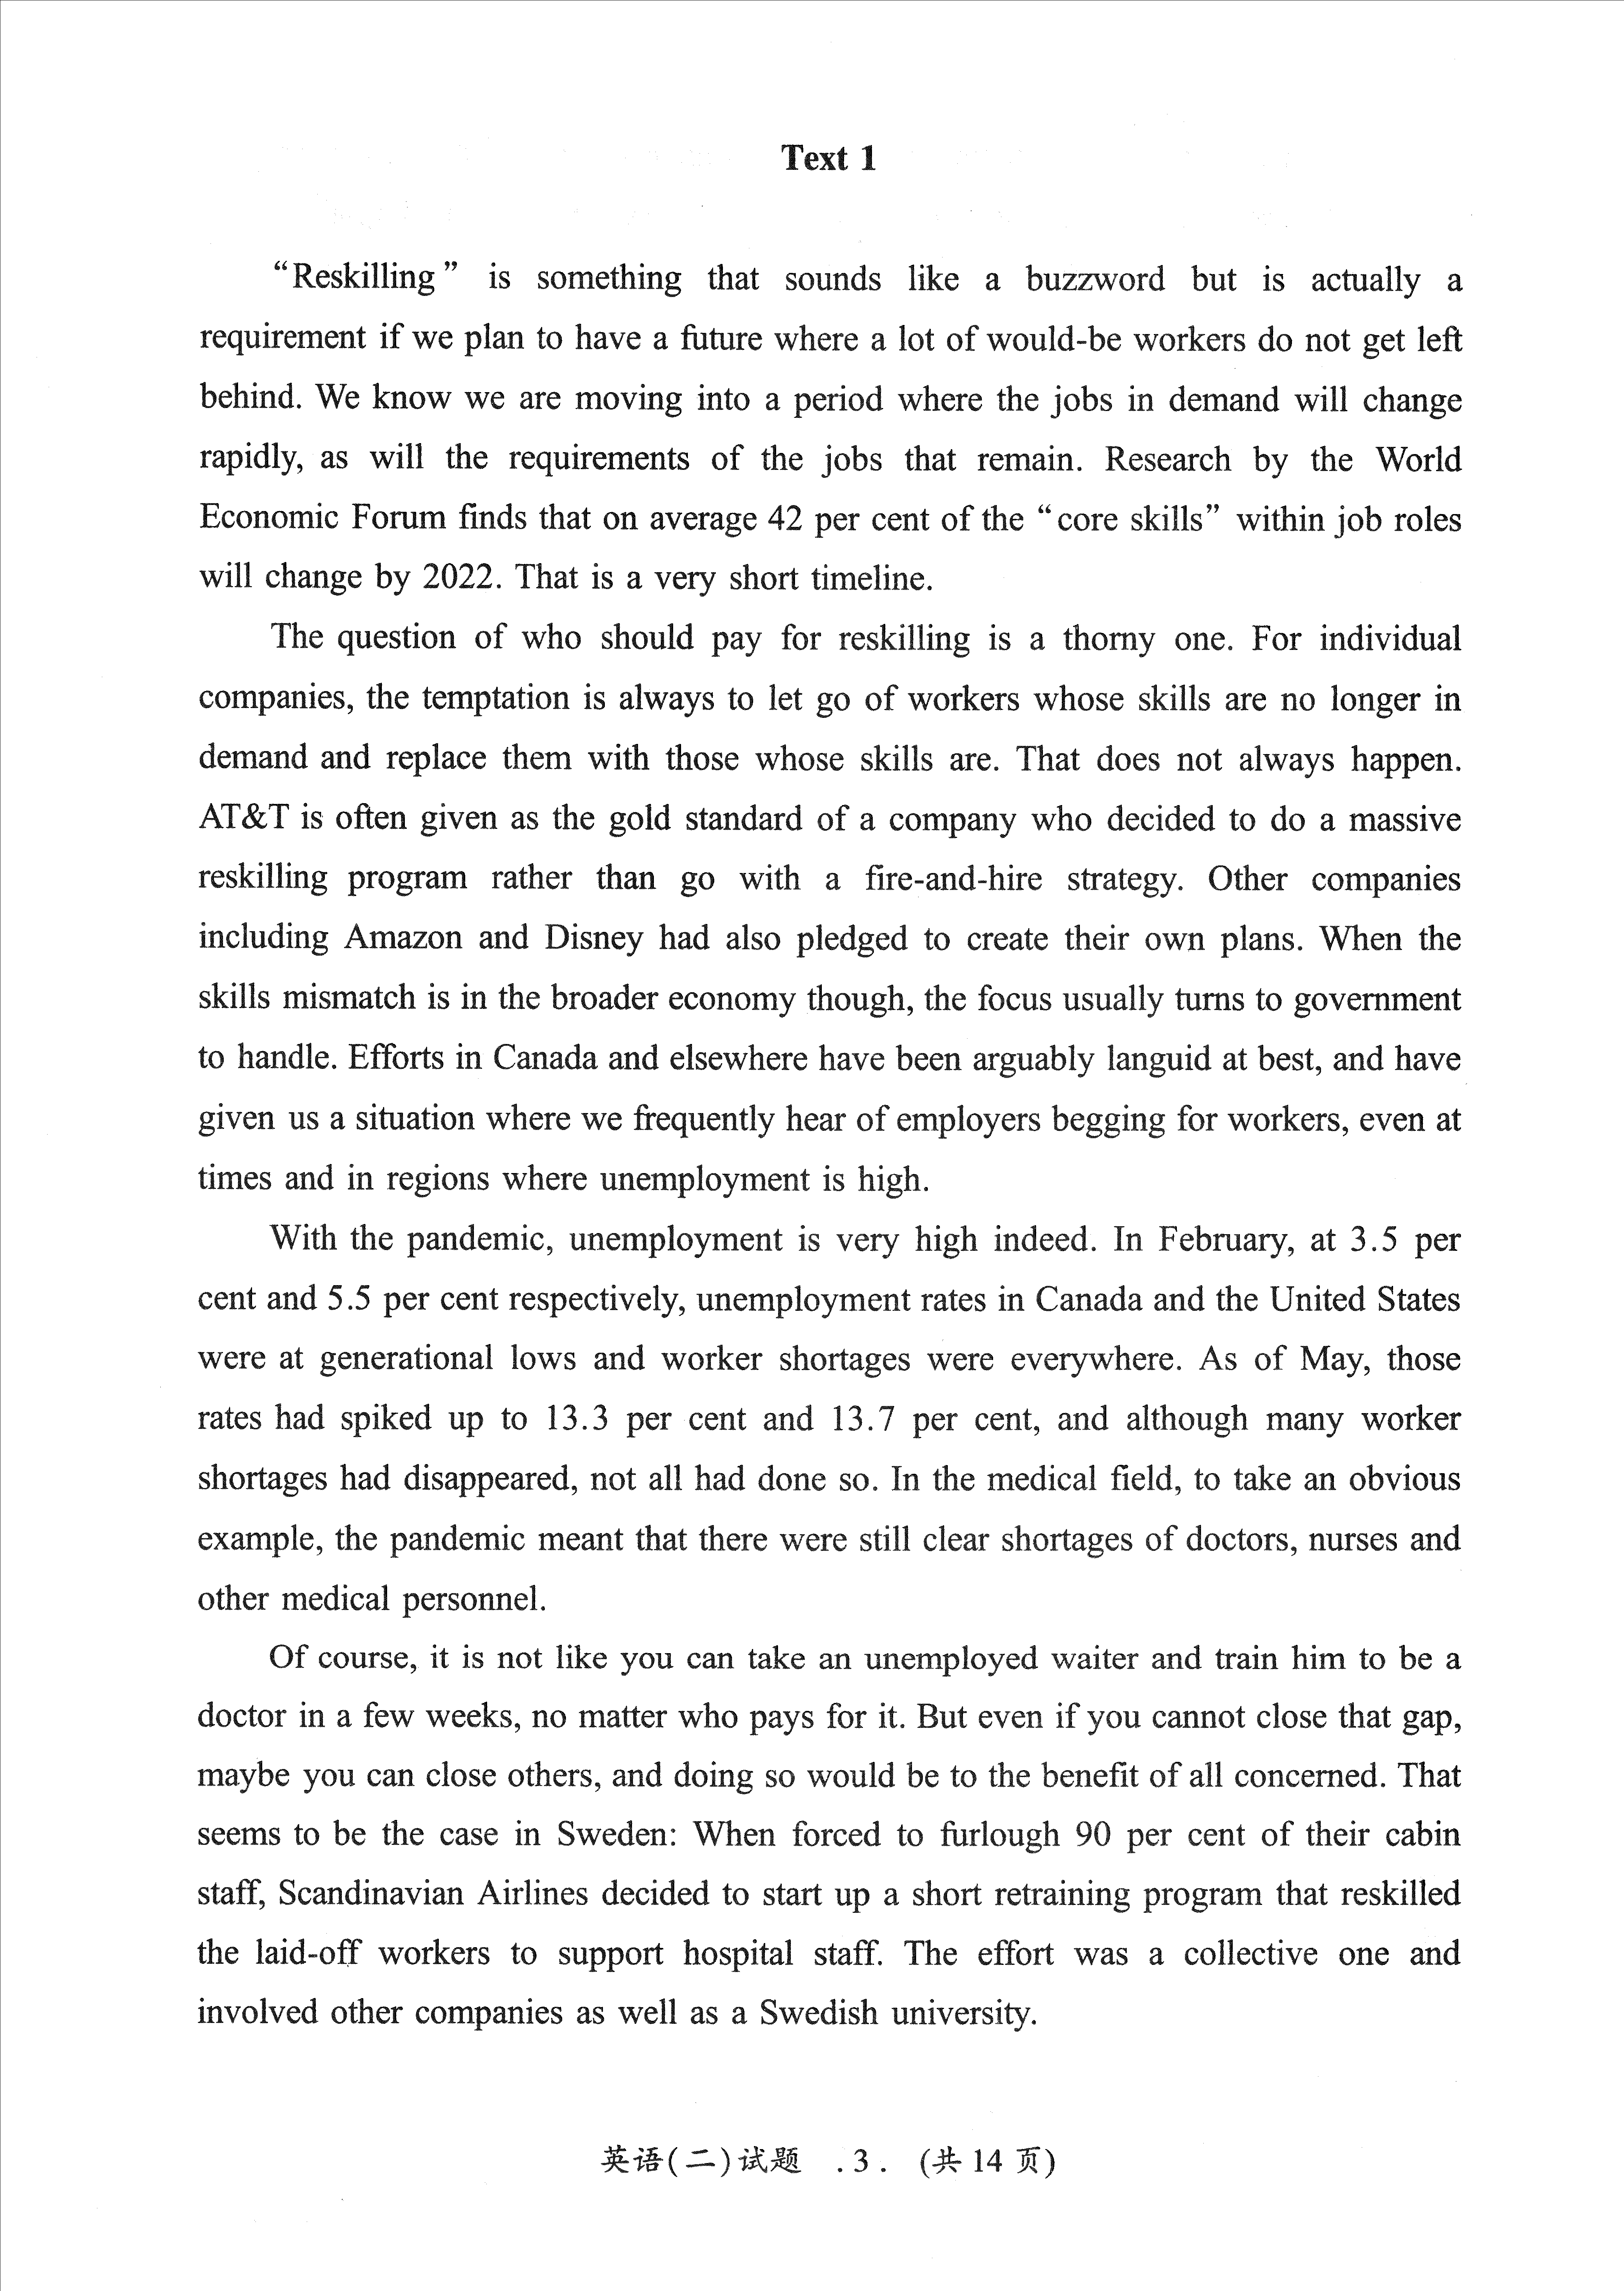 Text 1
“Reskilling” is something that sounds like a buzzword but is actually a
requirement if we plan to have a future where a lot of would-be workers do not get left
behind. We know we are moving into a period where the jobs in demand will change
rapidly, as will the requirements of the jobs that remain. Research by the World
Economic Forum finds that on average 42 per cent of the “core skills” within job roles
will change by 2022. That is a very short timeline.
The question of who should pay for reskilling is a thorny one. For individual
companies, the temptation is always to let go of workers whose skills are no longer in
demand and replace them with those whose skills are. That does not always happen.
AT&T is often given as the gold standard of a company who decided to do a massive
reskilling program rather than go with a fire-and-hire strategy. Other companies
including Amazon and Disney had also pledged to create their own plans. When the
skills mismatch is in the broader economy though, the focus usually turns to government
to handle. Efforts in Canada and elsewhere have been arguably languid at best, and have
given us a situation where we frequently hear of employers begging for workers, even at
times and in regions where unemployment is high.
With the pandemic, unemployment is very high indeed. In February, at 3.5 per
cent and 5.5 per cent respectively, unemployment rates in Canada and the United States
were at generational lows and worker shortages were everywhere. As of May, those
rates had spiked up to 13.3 per cent and 13.7 per cent, and although many worker
shortages had disappeared, not all had done so. In the medical field, to take an obvious
example, the pandemic meant that there were still clear shortages of doctors, nurses and
other medical personnel.
Of course, it is not like you can take an unemployed waiter and train him to be a
doctor in a few weeks, no matter who pays for it. But even if you cannot close that gap,
maybe you can close others, and doing so would be to the benefit of all concerned. That
seems to be the case in Sweden: When forced to furlough 90 per cent of their cabin
staff, Scandinavian Airlines decided to start up a short retraining program that reskilled
the laid-off workers to support hospital staff. The effort was a collective one and
involved other companies as well as a Swedish university.
英语(二)试题 .3. (共 14 页)